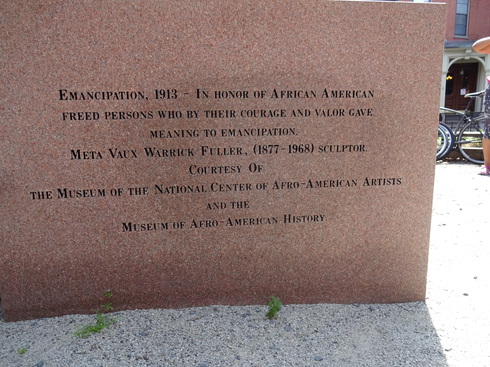 EMANCIPATION, 1913 - IN HONOR OF AFRICAN AMERICAN
FREED PERSONS WHO BY THEIR COURAGE AND VALOR GAVE
MEANING TO EMANCIPATION.
META VAUX WARRICK FULLER, (1877-1968) SCULPTOR.
COURTESY OF
THE MUSEUM OF THE NATIONAL CENTER OF AFRO-AMERICAN ARTISTS
AND THE
MUSEUM OF AFRO-AMERICAN HISTORY